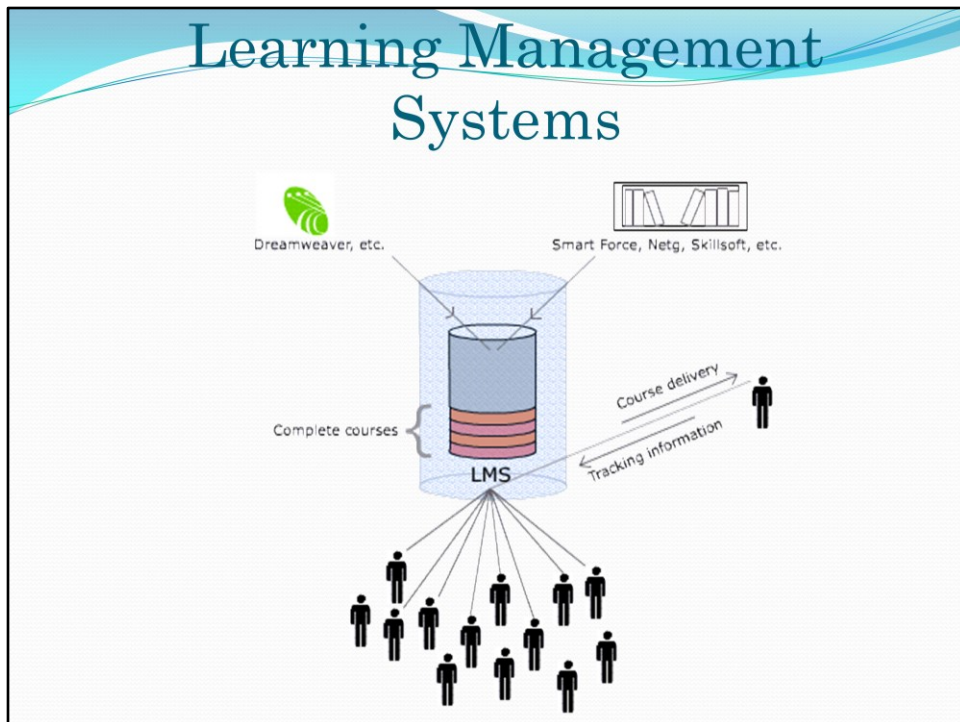 Learning Management
Systems
Dreamweaver, etc.
Smart Force, Netg, Skillsoft, etc.
Course delivery
Tracking information
Complete courses
LMS